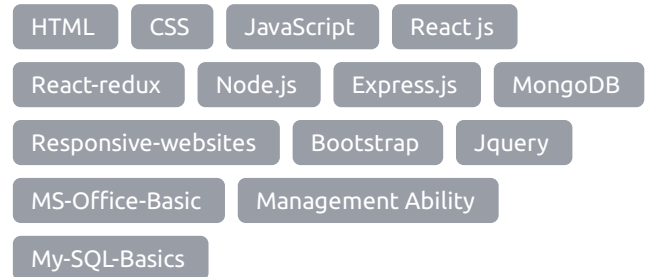 HTML CSS JavaScript React js
React-redux Node.js Express.js MongoDB
Responsive-websites Bootstrap Jquery
MS-Office-Basic Management Ability
My-SQL-Basics